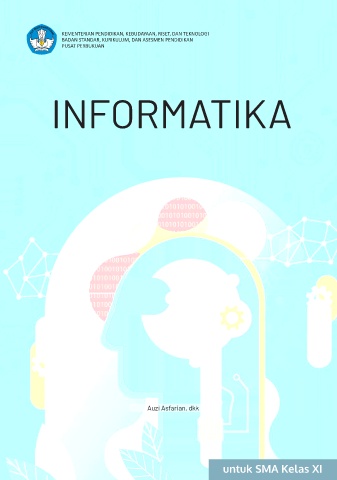 KEMENTERIAN PENDIDIKAN, KEBUDAYAAN, RISET, DAN TEKNOLOGI
BADAN STANDAR, KURIKULUM, DAN ASESMEN PENDIDIKAN
PUSAT PERBUKUAN
INFORMATIKA
Auzi Asfarian, dkk
untuk SMA Kelas XI